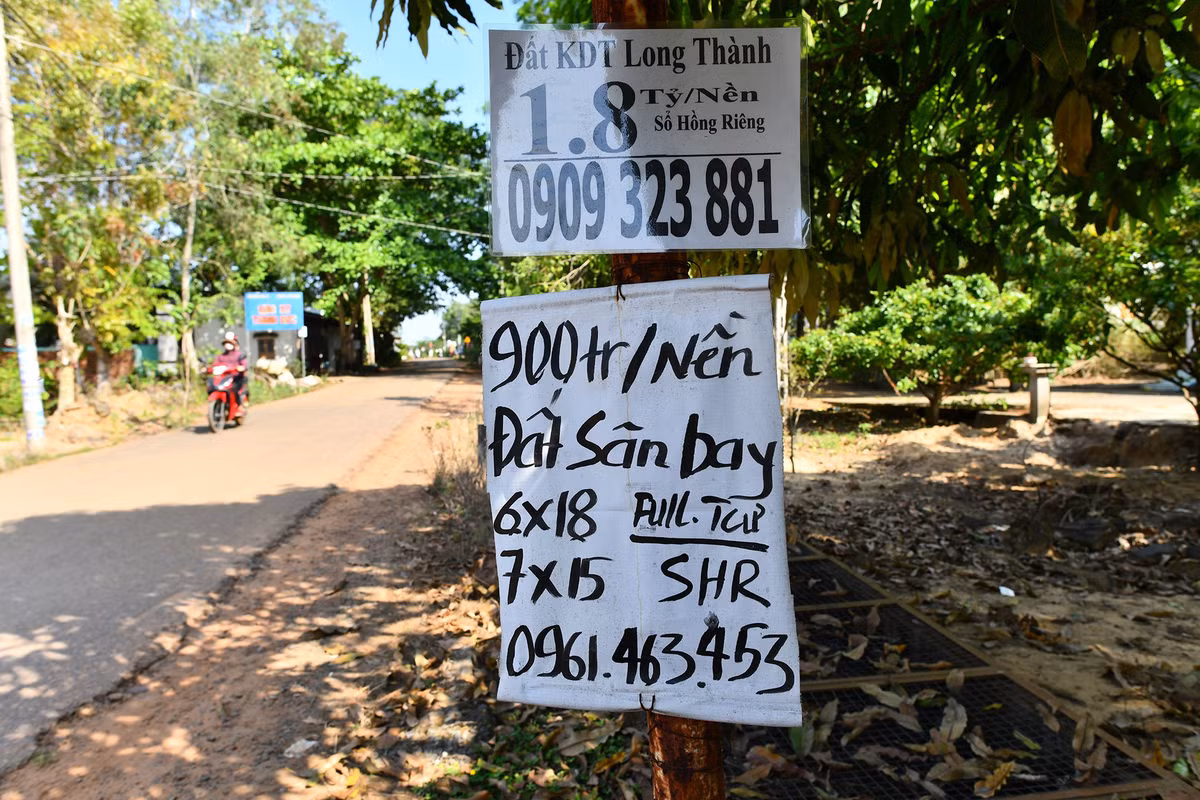 Đất KDT Long Thành
1.8 Tỷ/Nền
Sổ Hồng Riêng
0909 323 881
900tr/Nền
Đất Sân bay
6x18 FULL.Tcư
7x15 SHR
0961.463.453